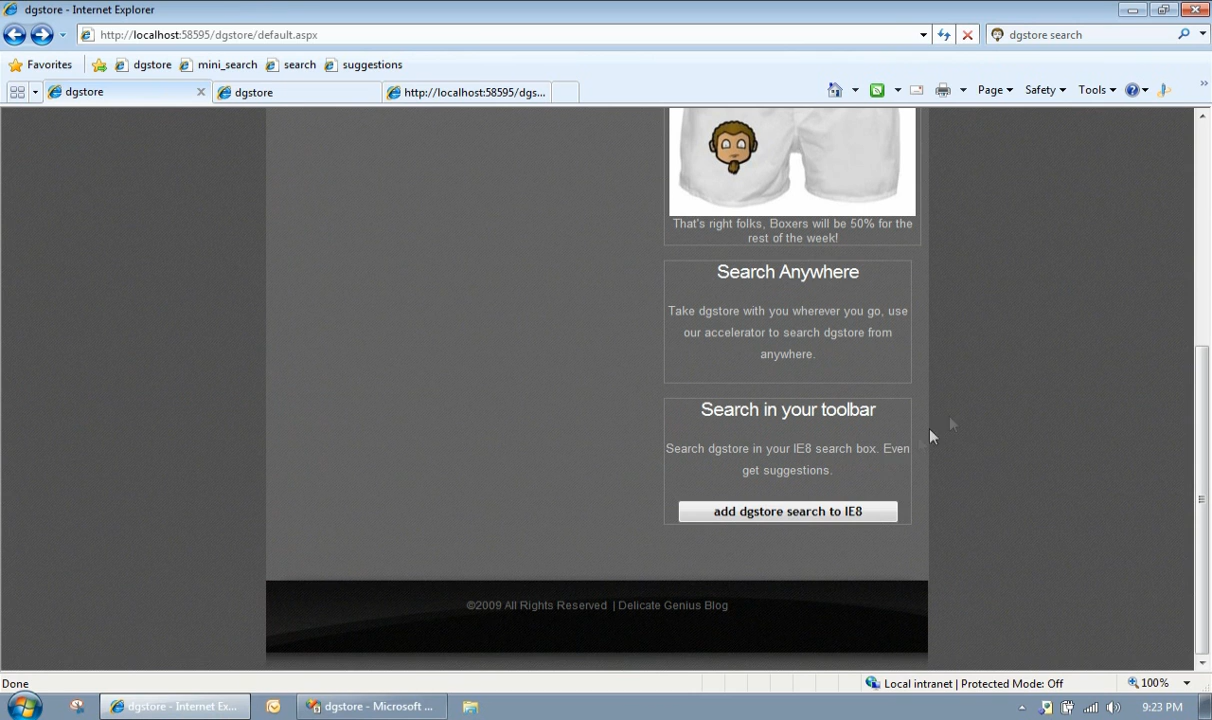 dgstore - Internet Explorer
http://localhost:58595/dgstore/default.aspx
dgstore search
Favorites
dgstore
mini_search
search
suggestions
dgstore
dgstore
http://localhost:58595/dgs...
Page
Safety
Tools
That's right folks, Boxers will be 50% for the
rest of the week!
Search Anywhere
Take dgstore with you wherever you go, use
our accelerator to search dgstore from
anywhere.
Search in your toolbar
Search dgstore in your IE8 search box. Even
get suggestions.
add dgstore search to IE8
©2009 All Rights Reserved | Delicate Genius Blog
Done
Local intranet | Protected Mode: Off
100%
dgstore - Internet Ex...
dgstore - Microsoft ...
9:23 PM